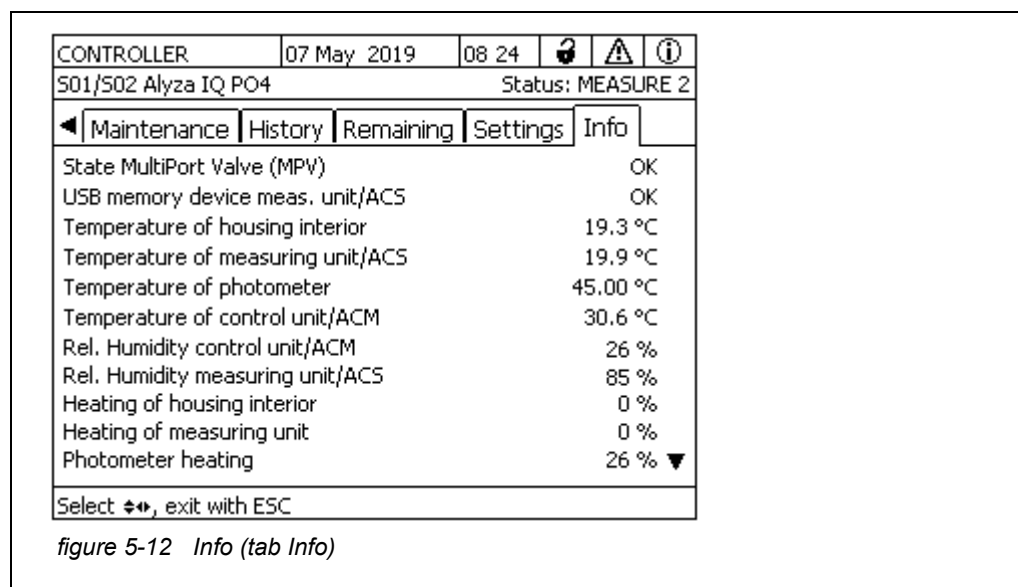 CONTROLLER 07 May 2019 08 24
S01/S02 Alyza IQ PO4 Status: MEASURE 2
Maintenance History Remaining Settings Info
State MultiPort Valve (MPV) OK
USB memory device meas. unit/ACS OK
Temperature of housing interior 19.3 °C
Temperature of measuring unit/ACS 19.9 °C
Temperature of photometer 45.00 °C
Temperature of control unit/ACM 30.6 °C
Rel. Humidity control unit/ACM 26 %
Rel. Humidity measuring unit/ACS 85 %
Heating of housing interior 0 %
Heating of measuring unit 0 %
Photometer heating 26 %
Select, exit with ESC
figure 5-12 Info (tab Info)